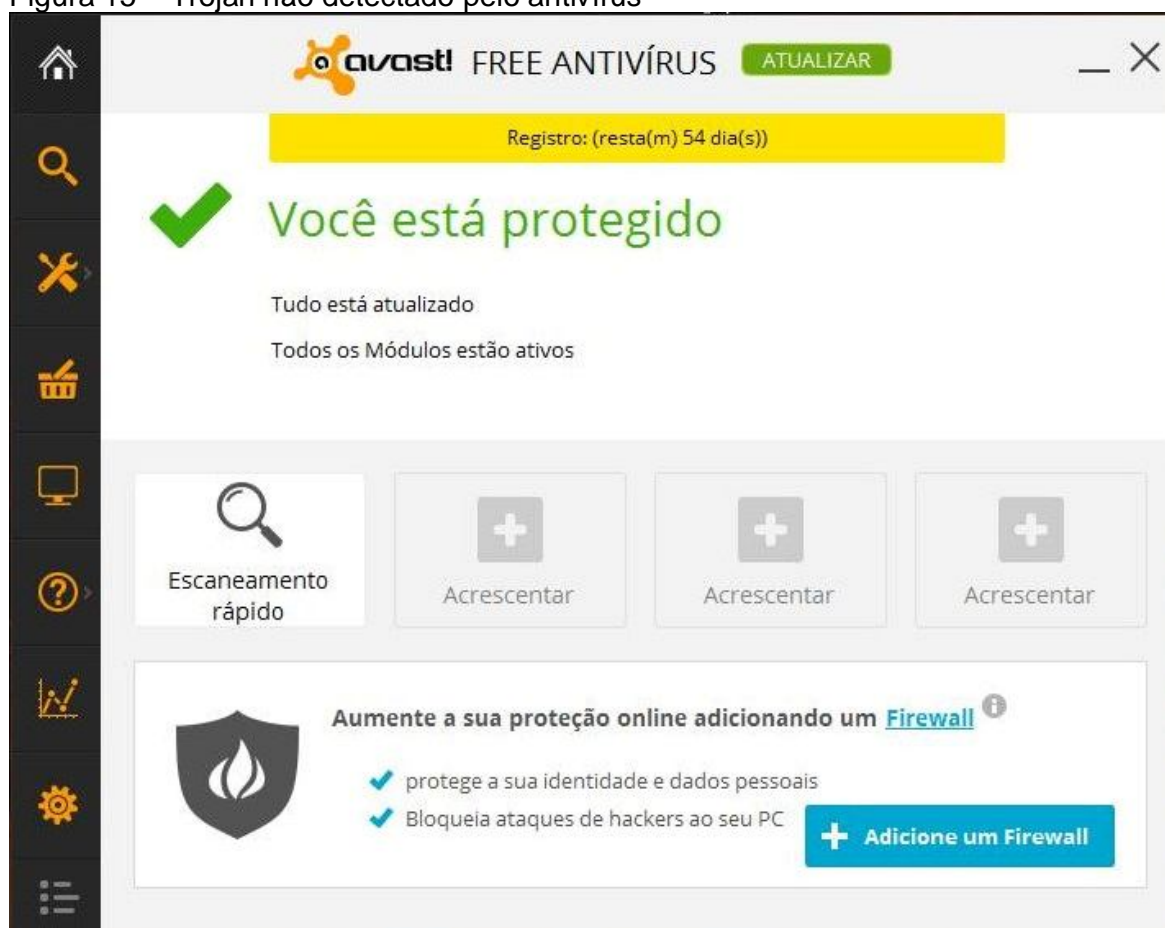 Figura 15 – Trojan não detectado pelo antivírus
avast! FREE ANTIVÍRUS ATUALIZAR
Registro: (resta(m) 54 dia(s))
Você está protegido
Tudo está atualizado
Todos os Módulos estão ativos
Escaneamento
rápido
Acrescentar
Acrescentar
Acrescentar
Aumente a sua proteção online adicionando um Firewall
protege a sua identidade e dados pessoais
Bloqueia ataques de hackers ao seu PC
Adicione um Firewall